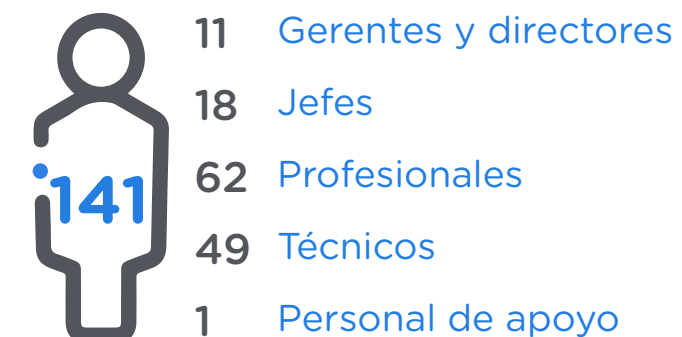 141
11 Gerentes y directores
18 Jefes
62 Profesionales
49 Técnicos
1 Personal de apoyo